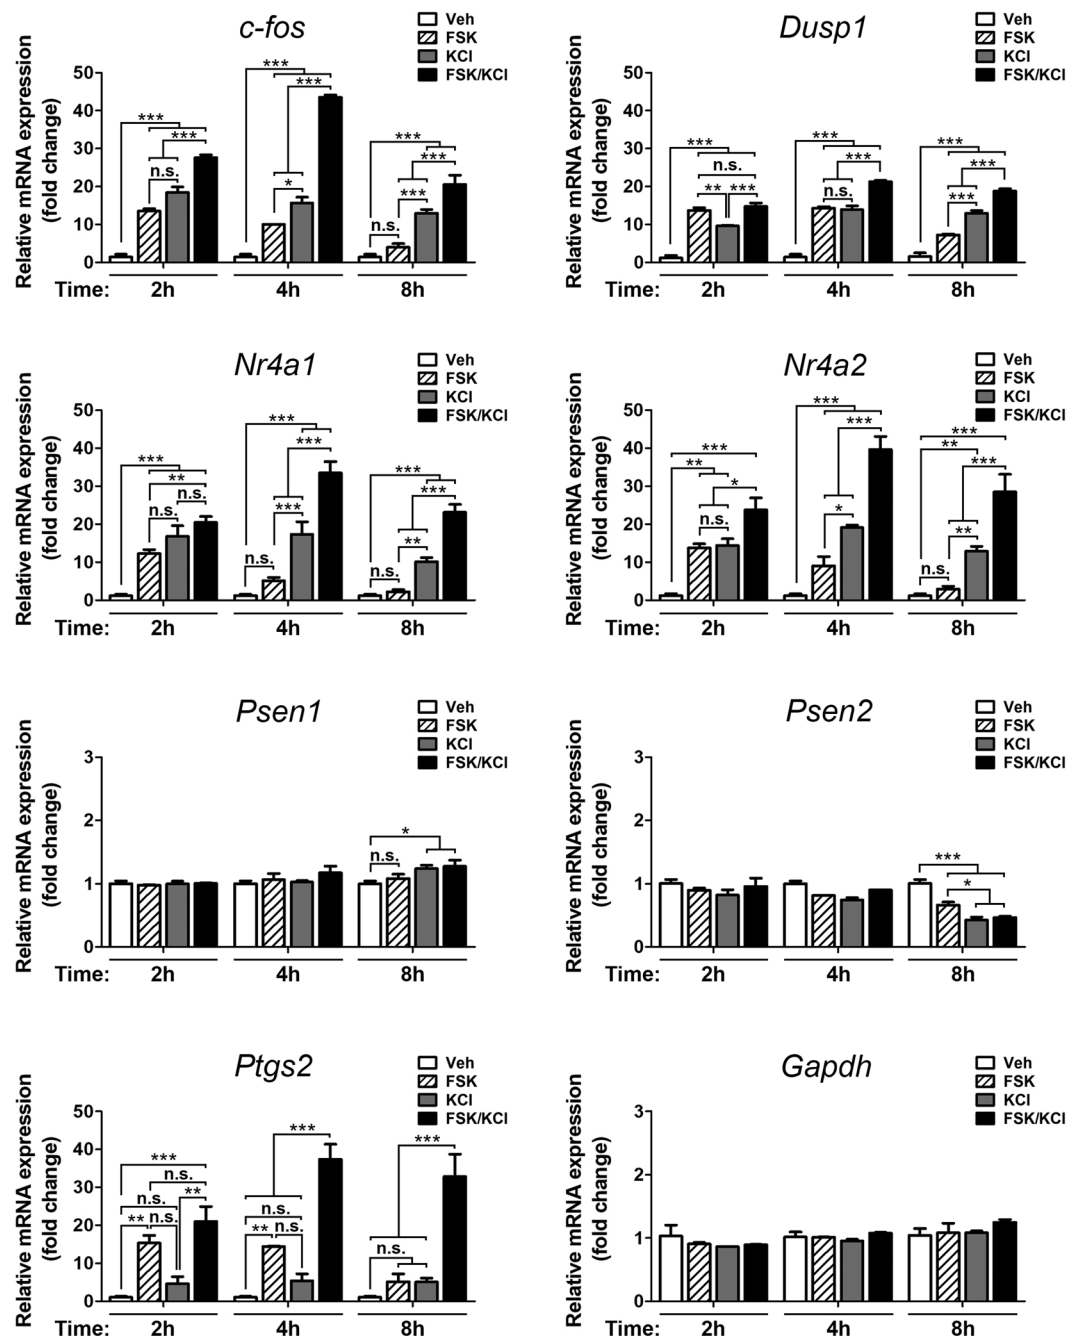 c-fos
Veh
FSK
KCl
FSK/KCl
Relative mRNA expression
(fold change)
50
40
30
20
10
0
*** *** n.s.
*** *** *
*** *** *** n.s.
Time: 2h 4h 8h
Dusp1
Veh
FSK
KCl
FSK/KCl
Relative mRNA expression
(fold change)
50
40
30
20
10
0
*** n.s. ** ***
*** *** n.s.
*** *** ***
Time: 2h 4h 8h
Nr4a1
Veh
FSK
KCl
FSK/KCl
Relative mRNA expression
(fold change)
50
40
30
20
10
0
*** ** n.s. n.s.
*** *** *** n.s.
*** *** ** n.s.
Time: 2h 4h 8h
Nr4a2
Veh
FSK
KCl
FSK/KCl
Relative mRNA expression
(fold change)
50
40
30
20
10
0
*** ** * n.s.
*** *** *
*** ** *** ** n.s.
Time: 2h 4h 8h
Psen1
Veh
FSK
KCl
FSK/KCl
Relative mRNA expression
(fold change)
3
2
1
0
* n.s.
Time: 2h 4h 8h
Psen2
Veh
FSK
KCl
FSK/KCl
Relative mRNA expression
(fold change)
3
2
1
0
*** *
Time: 2h 4h 8h
Ptgs2
Veh
FSK
KCl
FSK/KCl
Relative mRNA expression
(fold change)
50
40
30
20
10
0
*** n.s. n.s. ** ** n.s.
*** n.s. ** n.s.
*** n.s.
Time: 2h 4h 8h
Gapdh
Veh
FSK
KCl
FSK/KCl
Relative mRNA expression
(fold change)
3
2
1
0
Time: 2h 4h 8h